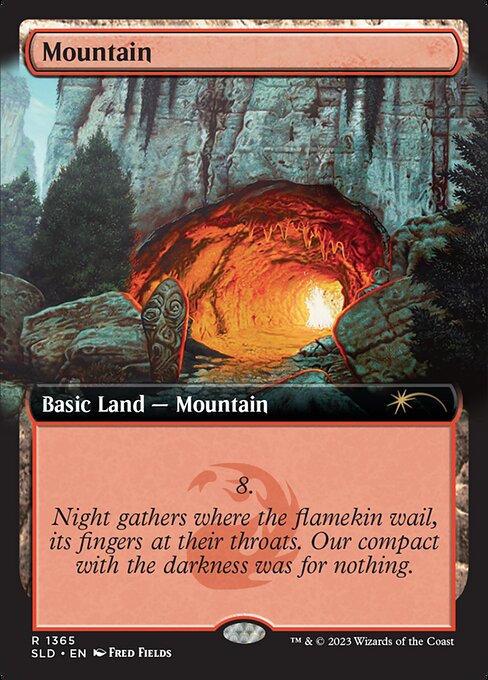 Mountain
Basic Land — Mountain
8.
Night gathers where the flamekin wail,
its fingers at their throats. Our compact
with the darkness was for nothing.
R 1365
SLD • EN Fred Fields
™ & © 2023 Wizards of the Coast